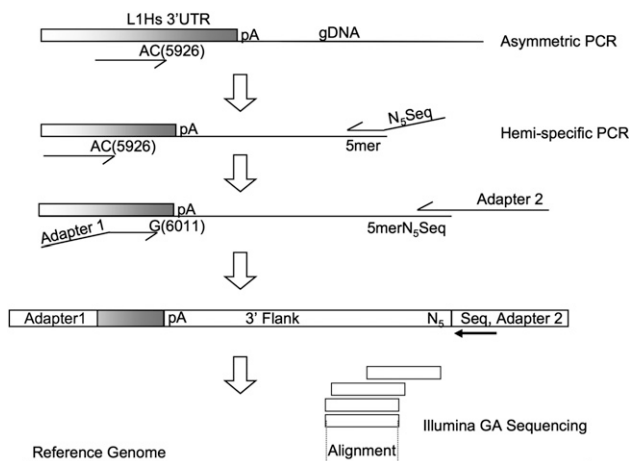 L1Hs 3'UTR
pA gDNA
AC(5926)
Asymmetric PCR
pA
N5Seq
AC(5926)
5mer
Hemi-specific PCR
pA
Adapter 2
Adapter 1
G(6011)
5merN5Seq
Adapter1 pA 3' Flank N5 Seq, Adapter 2
Illumina GA Sequencing
Reference Genome
Alignment